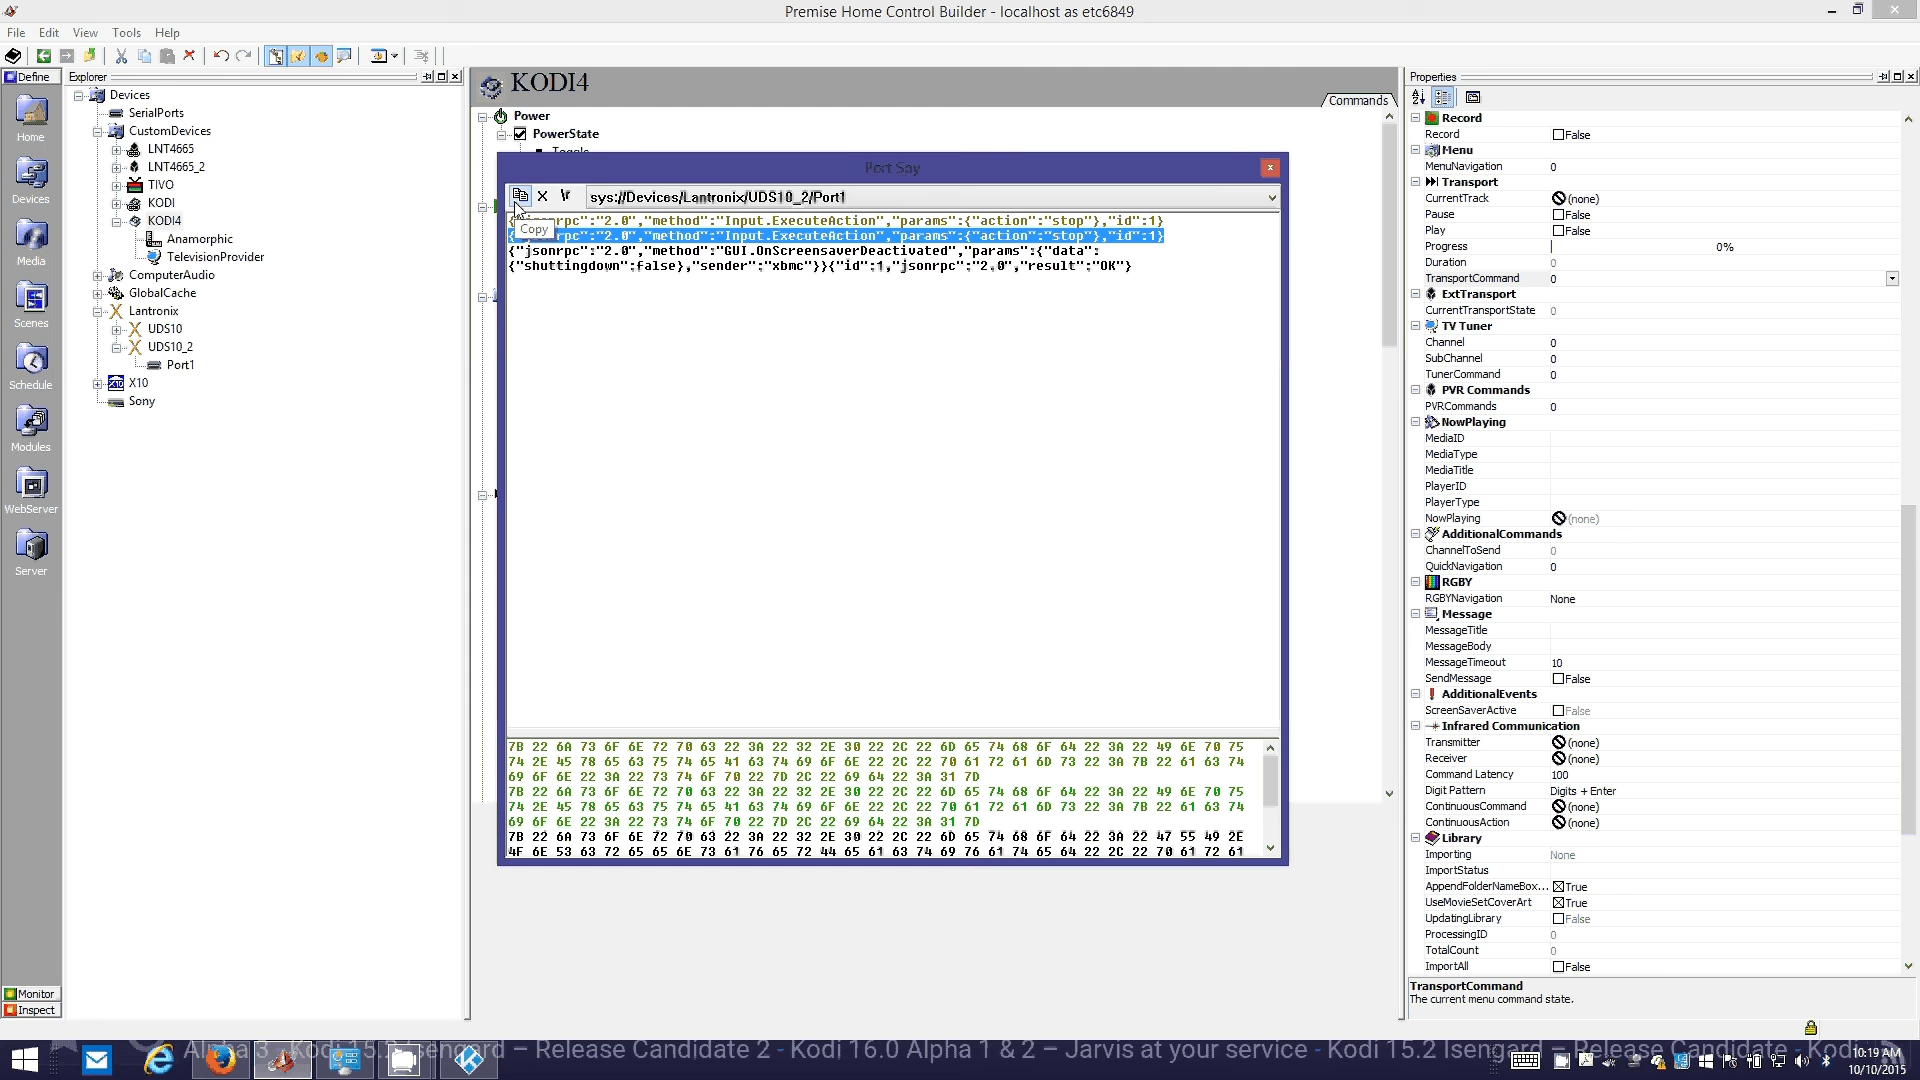 Premise Home Control Builder - localhost as etc6849
File Edit View Tools Help
Define
Explorer
Home
Devices
Media
Scenes
Schedule
Modules
WebServer
Server
Monitor
Inspect
Devices
SerialPorts
CustomDevices
LNT4665
LNT4665_2
TIVO
KODI
KODI4
Anamorphic
TelevisionProvider
ComputerAudio
GlobalCache
Lantronix
UDS10
UDS10_2
Port1
X10
Sony
KODI4
Commands
Power
PowerState
Port Spy
\r sys://Devices/Lantronix/UDS10_2/Port1
Copy
"2.0","method":"Input.ExecuteAction","params":{"action":"stop"},"id":1}
"2.0","method":"Input.ExecuteAction","params":{"action":"stop"},"id":1}
{"jsonrpc":"2.0","method":"GUI.OnScreensaverDeactivated","params":{"data":
{"shuttingdown":false},"sender":"xbmc"}}{"id":1,"jsonrpc":"2.0","result":"OK"}
7B 22 6A 73 6F 6E 72 70 63 22 3A 22 32 2E 30 22 2C 22 6D 65 74 68 6F 64 22 3A 22 49 6E 70 75
74 2E 45 78 65 63 75 74 65 41 63 74 69 6F 6E 22 2C 22 70 61 72 61 6D 73 22 3A 7B 22 61 63 74
69 6F 6E 22 3A 22 73 74 6F 70 22 7D 2C 22 69 64 22 3A 31 7D
7B 22 6A 73 6F 6E 72 70 63 22 3A 22 32 2E 30 22 2C 22 6D 65 74 68 6F 64 22 3A 22 49 6E 70 75
74 2E 45 78 65 63 75 74 65 41 63 74 69 6F 6E 22 2C 22 70 61 72 61 6D 73 22 3A 7B 22 61 63 74
69 6F 6E 22 3A 22 73 74 6F 70 22 7D 2C 22 69 64 22 3A 31 7D
7B 22 6A 73 6F 6E 72 70 63 22 3A 22 32 2E 30 22 2C 22 6D 65 74 68 6F 64 22 3A 22 47 55 49 2E
4F 6E 53 63 72 65 65 6E 73 61 76 65 72 44 65 61 63 74 69 76 61 74 65 64 22 2C 22 70 61 72 61
Properties
Record
Record False
Menu
MenuNavigation 0
Transport
CurrentTrack (none)
Pause False
Play False
Progress 0%
Duration 0
TransportCommand 0
ExtTransport
CurrentTransportState 0
TV Tuner
Channel 0
SubChannel 0
TunerCommand 0
PVR Commands
PVRCommands 0
NowPlaying
MediaID
MediaType
MediaTitle
PlayerID
PlayerType
NowPlaying (none)
AdditionalCommands
ChannelToSend 0
QuickNavigation 0
RGBY
RGBYNavigation None
Message
MessageTitle
MessageBody
MessageTimeout 10
SendMessage False
AdditionalEvents
ScreenSaverActive False
Infrared Communication
Transmitter (none)
Receiver (none)
Command Latency 100
Digit Pattern Digits + Enter
ContinuousCommand (none)
ContinuousAction (none)
Library
Importing None
ImportStatus
AppendFolderNameBox... True
UseMovieSetCoverArt True
UpdatingLibrary False
ProcessingID 0
TotalCount 0
ImportAll False
TransportCommand
The current menu command state.
– Release Candidate 2 - Kodi 16.0 Alpha 1 & 2 – Jarvis at your service - Kodi 15.2 Isengard – Release Candidate - Kodi
10:19 AM
10/10/2015